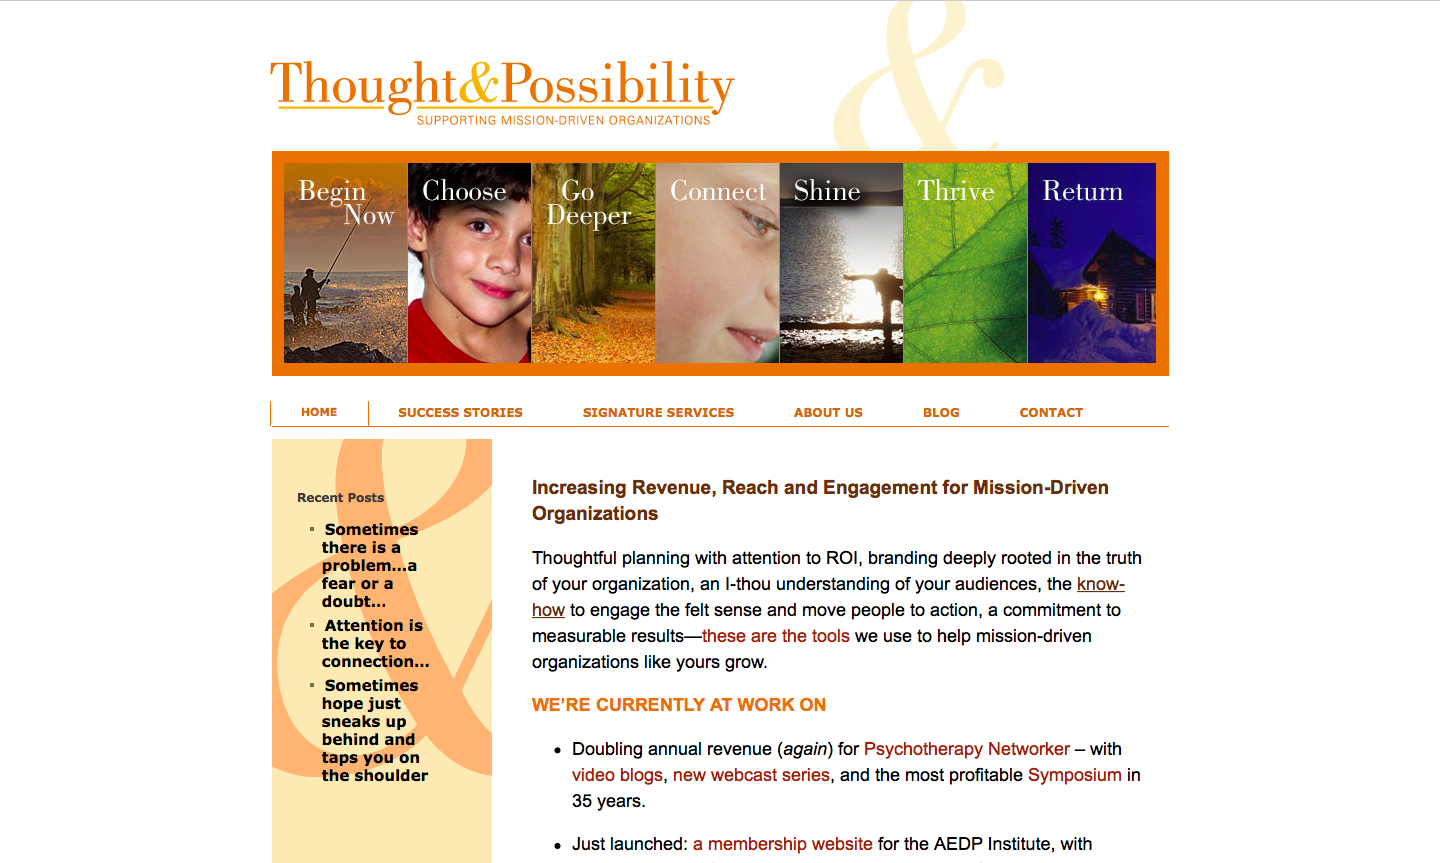 Thought&Possibility
SUPPORTING MISSION-DRIVEN ORGANIZATIONS
Begin
Now
Choose
Go
Deeper
Connect
Shine
Thrive
Return
HOME
SUCCESS STORIES
SIGNATURE SERVICES
ABOUT US
BLOG
CONTACT
Recent Posts
Sometimes
there is a
problem...a
fear or a
doubt...
Attention is
the key to
connection...
Sometimes
hope just
sneaks up
behind and
taps you on
the shoulder
Increasing Revenue, Reach and Engagement for Mission-Driven
Organizations
Thoughtful planning with attention to ROI, branding deeply rooted in the truth
of your organization, an I-thou understanding of your audiences, the know-
how to engage the felt sense and move people to action, a commitment to
measurable results—these are the tools we use to help mission-driven
organizations like yours grow.
WE'RE CURRENTLY AT WORK ON
Doubling annual revenue (again) for Psychotherapy Networker – with
video blogs, new webcast series, and the most profitable Symposium in
35 years.
Just launched: a membership website for the AEDP Institute, with